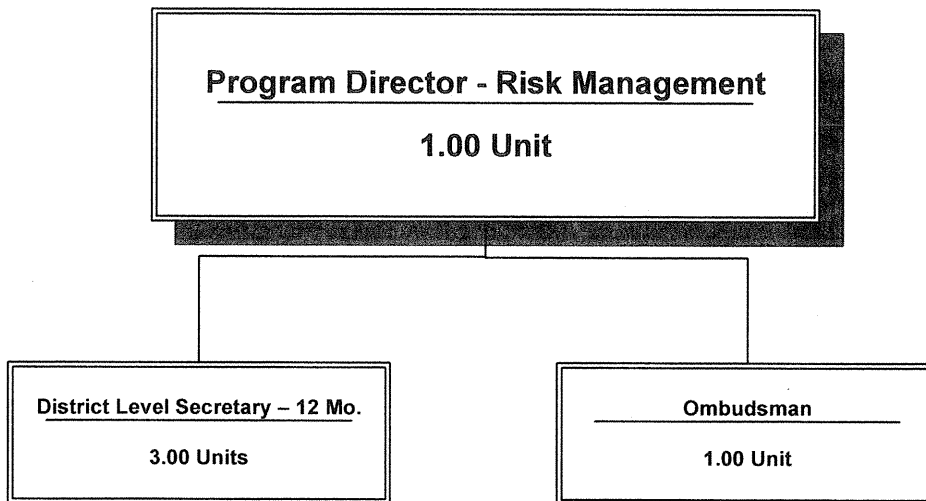 Program Director - Risk Management
1.00 Unit
District Level Secretary – 12 Mo.
3.00 Units
Ombudsman
1.00 Unit